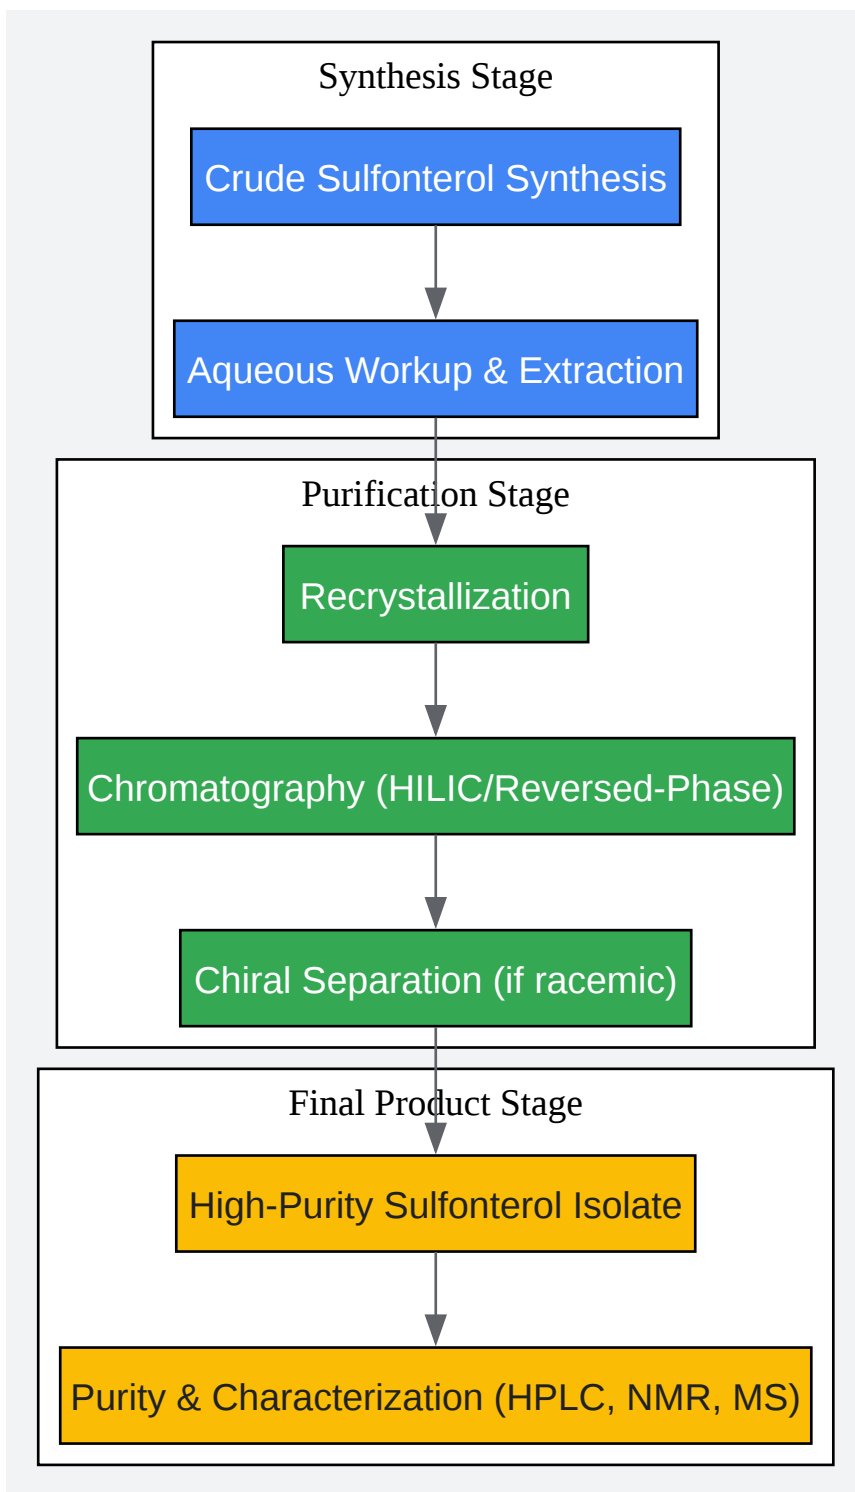 Synthesis Stage
Crude Sulfonterol Synthesis
Aqueous Workup & Extraction
Purification Stage
Recrystallization
Chromatography (HILIC/Reversed-Phase)
Chiral Separation (if racemic)
Final Product Stage
High-Purity Sulfonterol Isolate
Purity & Characterization (HPLC, NMR, MS)